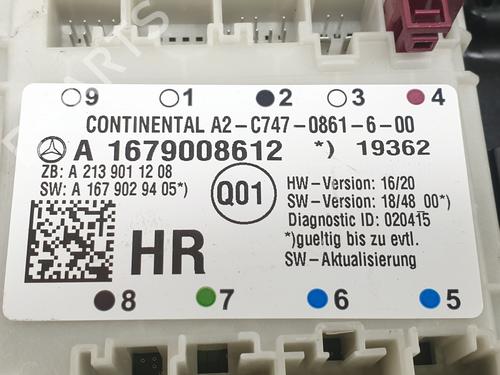 9 1 2 3 4
CONTINENTAL A2-C747-0861-6-00
A 1679008612 *) 19362
ZB: A 213 901 12 08
SW: A 167 902 94 05*)
Q01
HW-Version: 16/20
SW-Version: 18/48 00*)
Diagnostic ID: 020415
*)gueltig bis zu evtl.
SW-Aktualisierung
HR
8 7 6 5